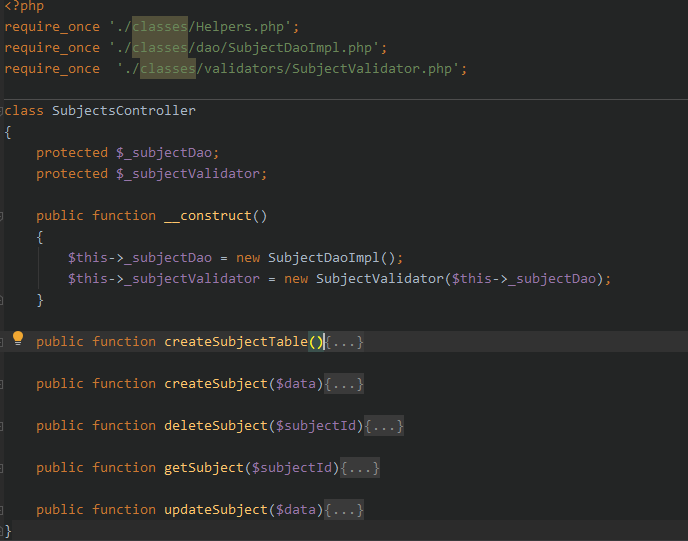 <?php
require_once './classes/Helpers.php';
require_once './classes/dao/SubjectDaoImpl.php';
require_once  './classes/validators/SubjectValidator.php';
class SubjectsController
{
    protected $_subjectDao;
    protected $_subjectValidator;
    public function __construct()
    {
        $this->_subjectDao = new SubjectDaoImpl();
        $this->_subjectValidator = new SubjectValidator($this->_subjectDao);
    }
    public function createSubjectTable(){...}
    public function createSubject($data){...}
    public function deleteSubject($subjectId){...}
    public function getSubject($subjectId){...}
    public function updateSubject($data){...}
}